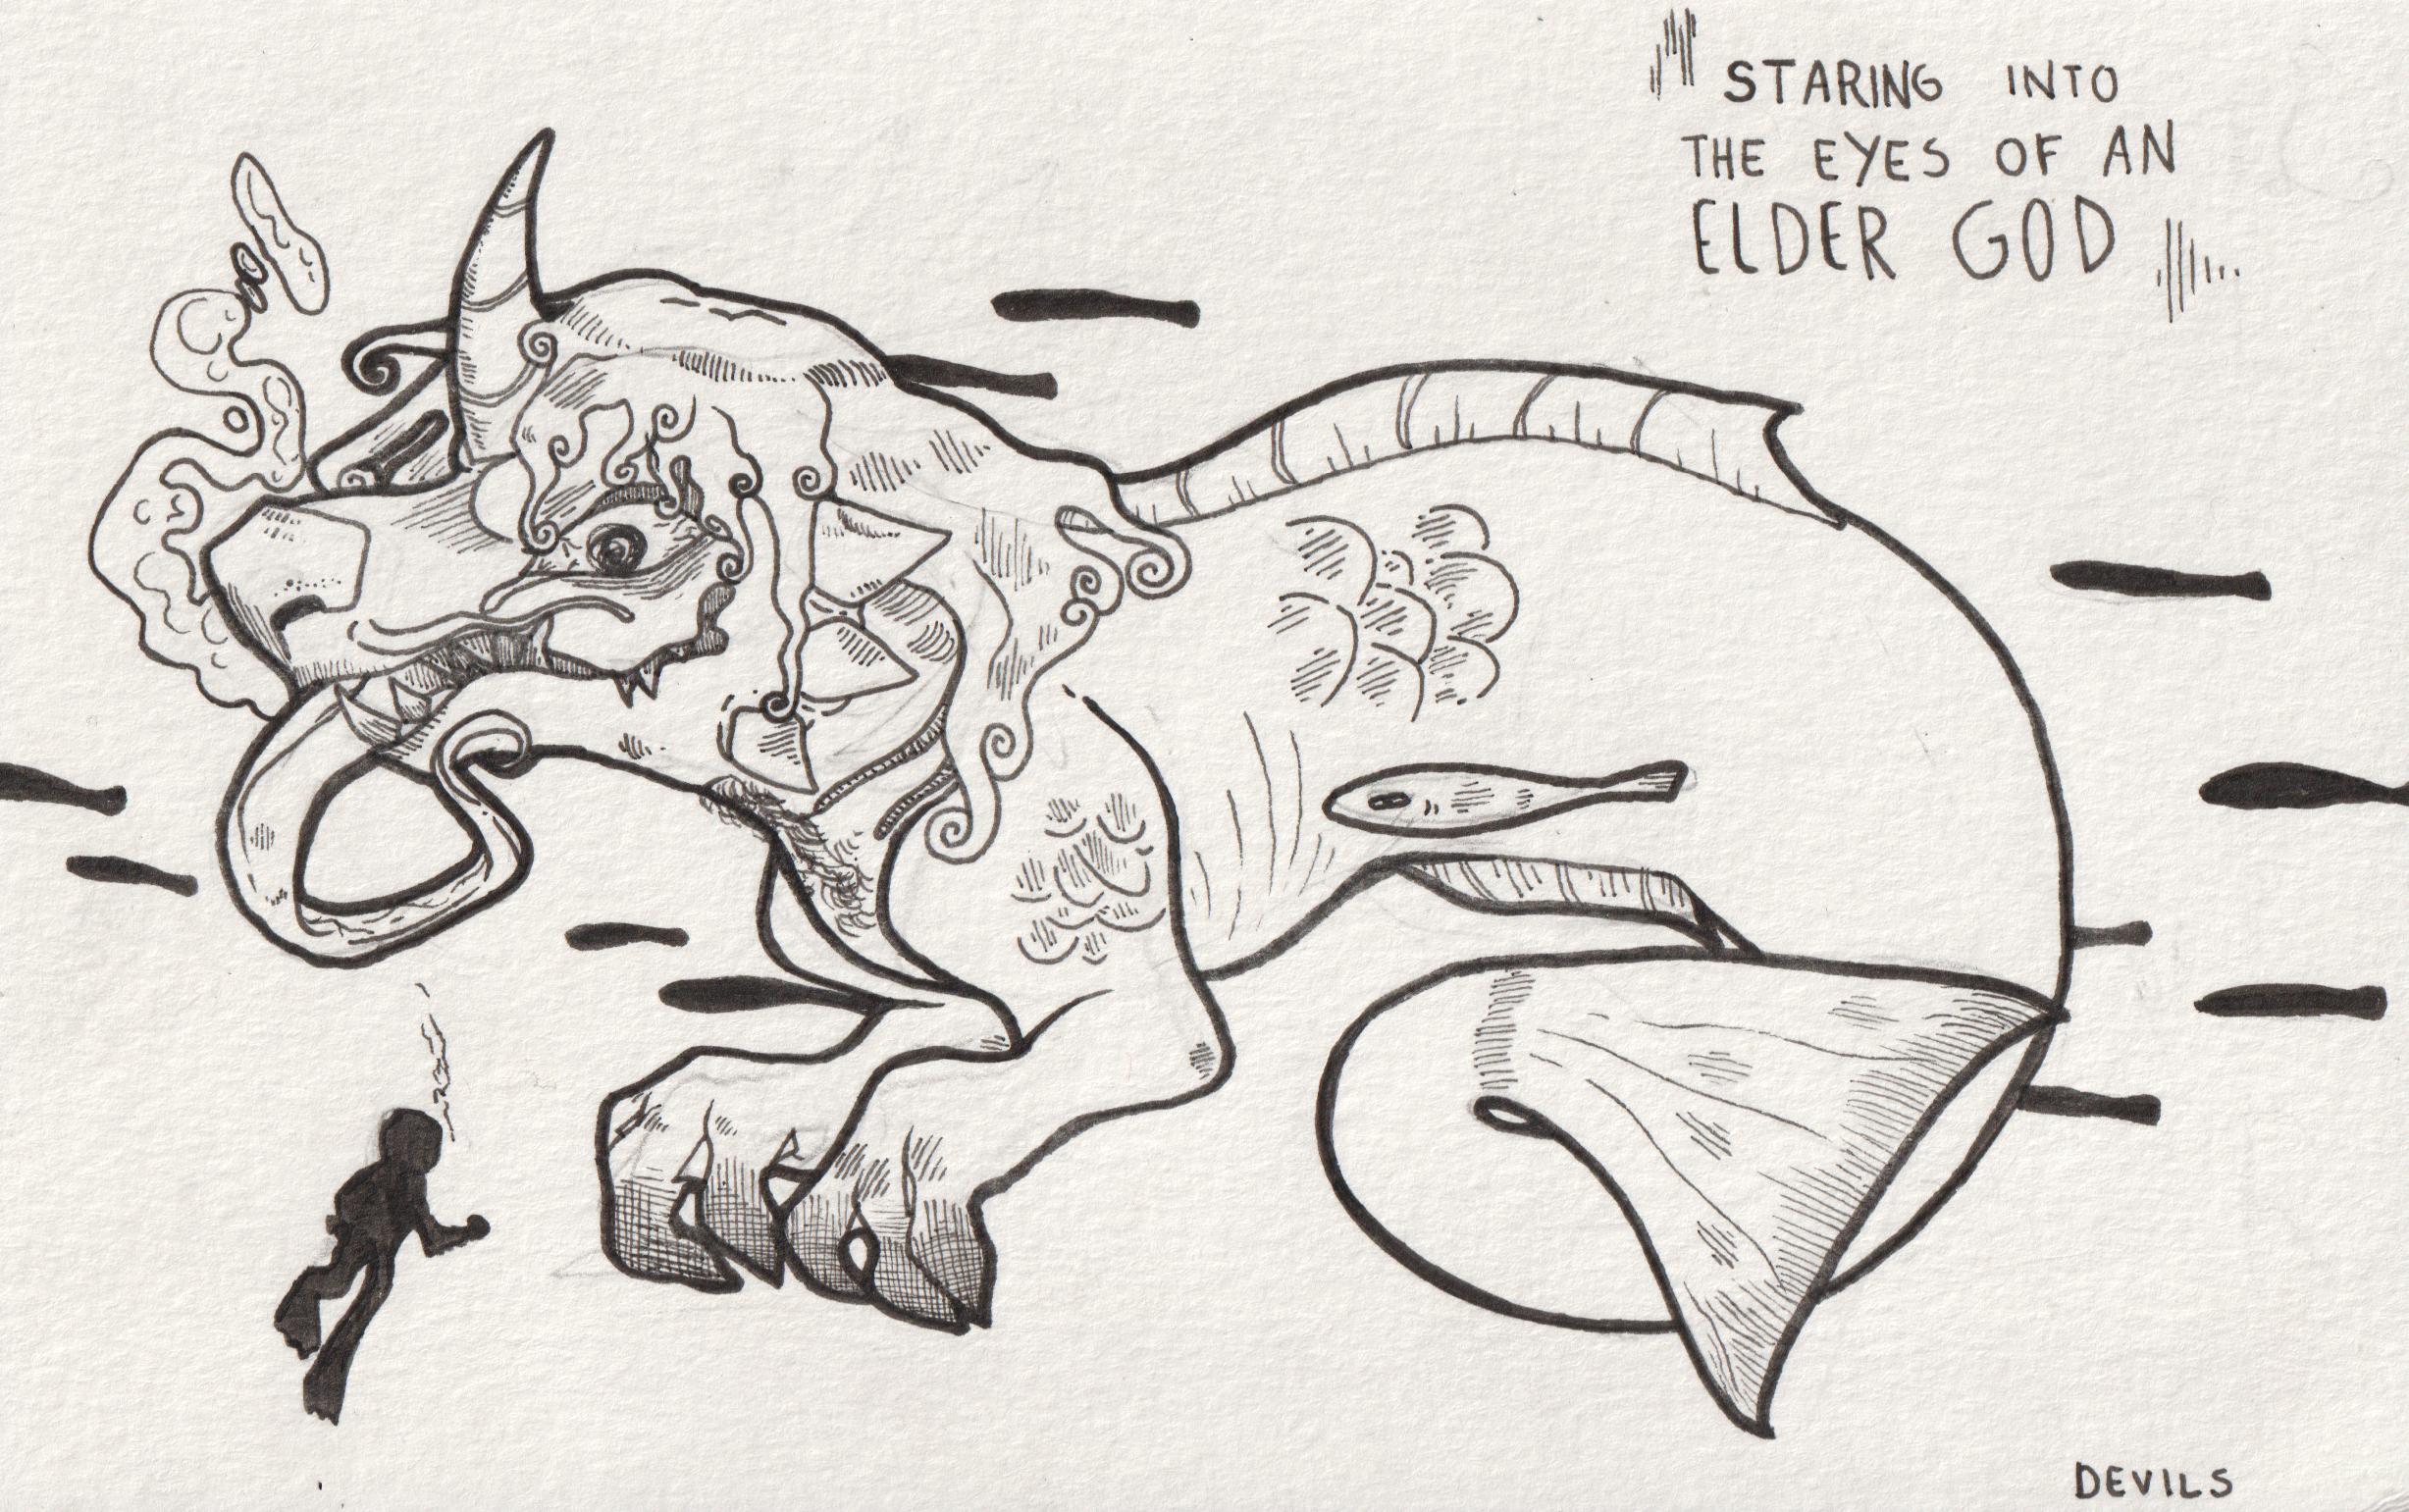 STARING INTO
THE EYES OF AN
ELDER GOD
DEVILS